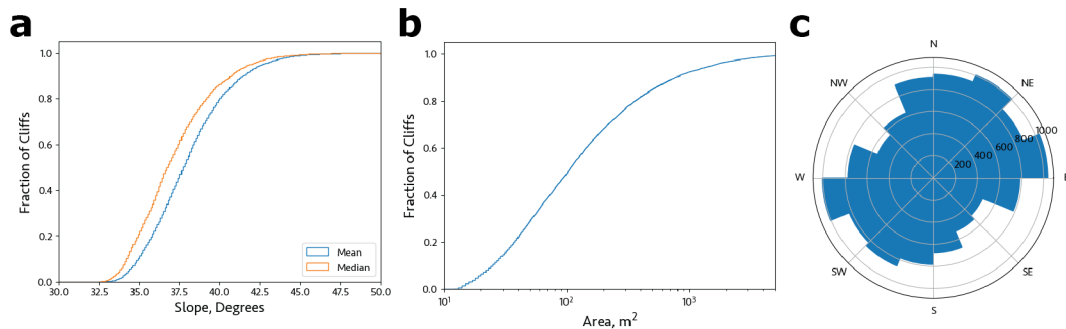 a
1.0
0.8
0.6
0.4
0.2
0.0
Fraction of Cliffs
30.0 32.5 35.0 37.5 40.0 42.5 45.0 47.5 50.0
Slope, Degrees
Mean
Median
b
1.0
0.8
0.6
0.4
0.2
0.0
Fraction of Cliffs
10¹ 10² 10³
Area, m²
c
N
NW NE
W
SW SE
S
200 400 600 800 1000